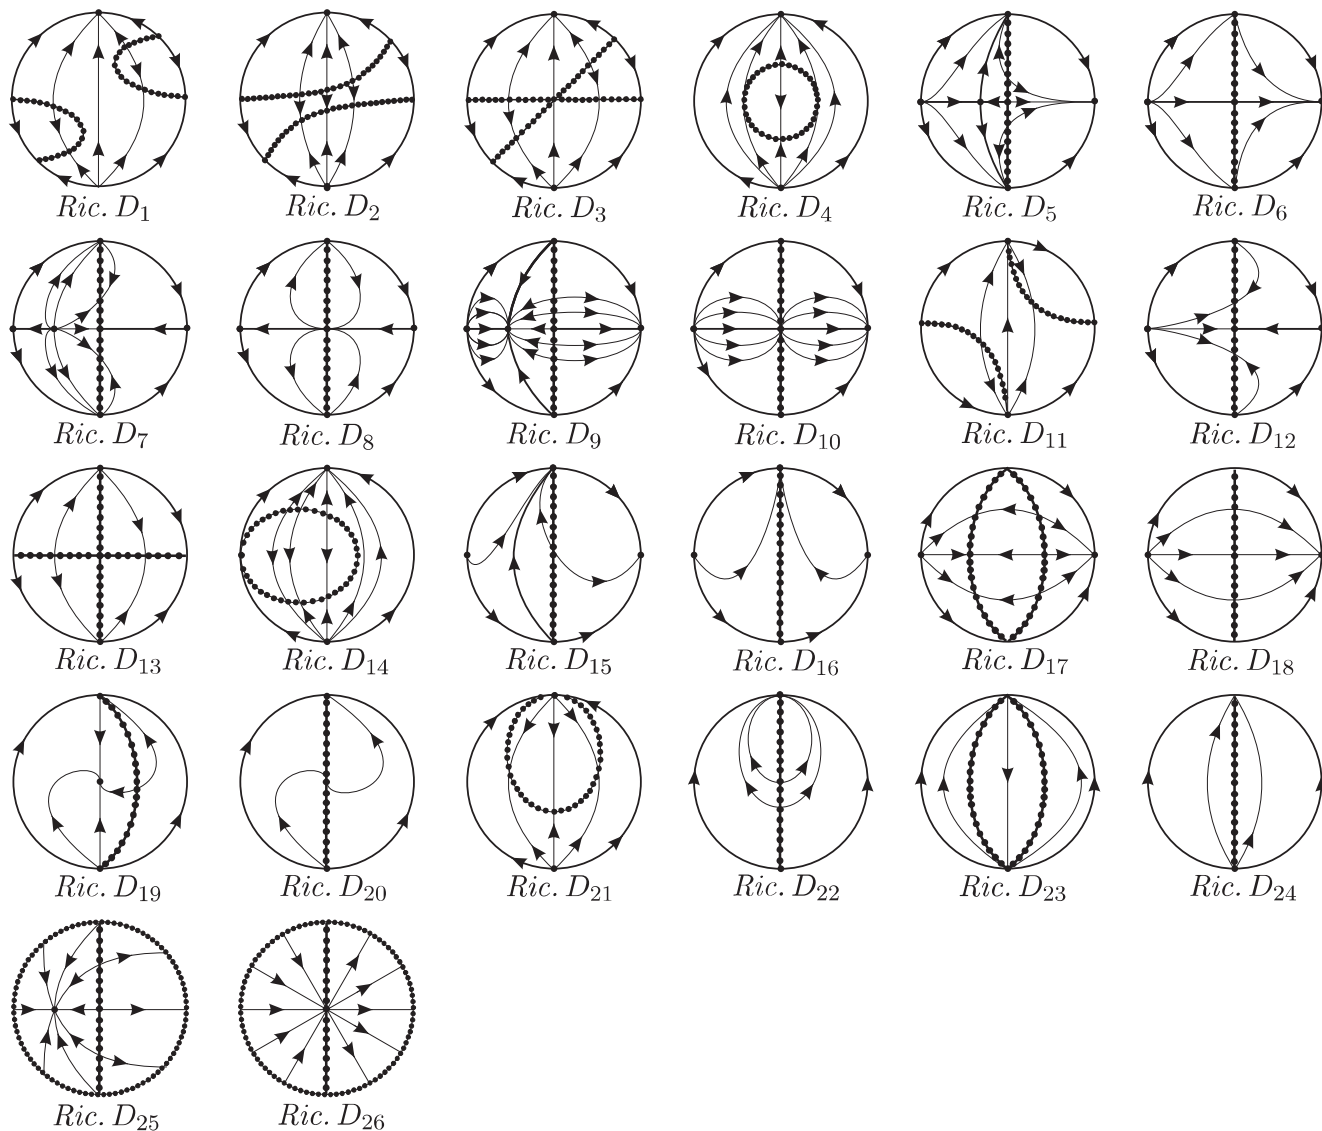 Ric. D₁ Ric. D₂ Ric. D₃ Ric. D₄ Ric. D₅ Ric. D₆
Ric. D₇ Ric. D₈ Ric. D₉ Ric. D₁₀ Ric. D₁₁ Ric. D₁₂
Ric. D₁₃ Ric. D₁₄ Ric. D₁₅ Ric. D₁₆ Ric. D₁₇ Ric. D₁₈
Ric. D₁₉ Ric. D₂₀ Ric. D₂₁ Ric. D₂₂ Ric. D₂₃ Ric. D₂₄
Ric. D₂₅ Ric. D₂₆